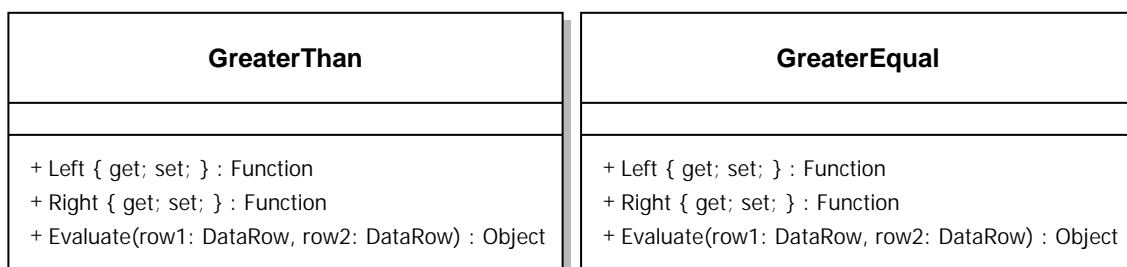 GreaterThan
+ Left { get; set; } : Function
+ Right { get; set; } : Function
+ Evaluate(row1: DataRow, row2: DataRow) : Object
GreaterEqual
+ Left { get; set; } : Function
+ Right { get; set; } : Function
+ Evaluate(row1: DataRow, row2: DataRow) : Object